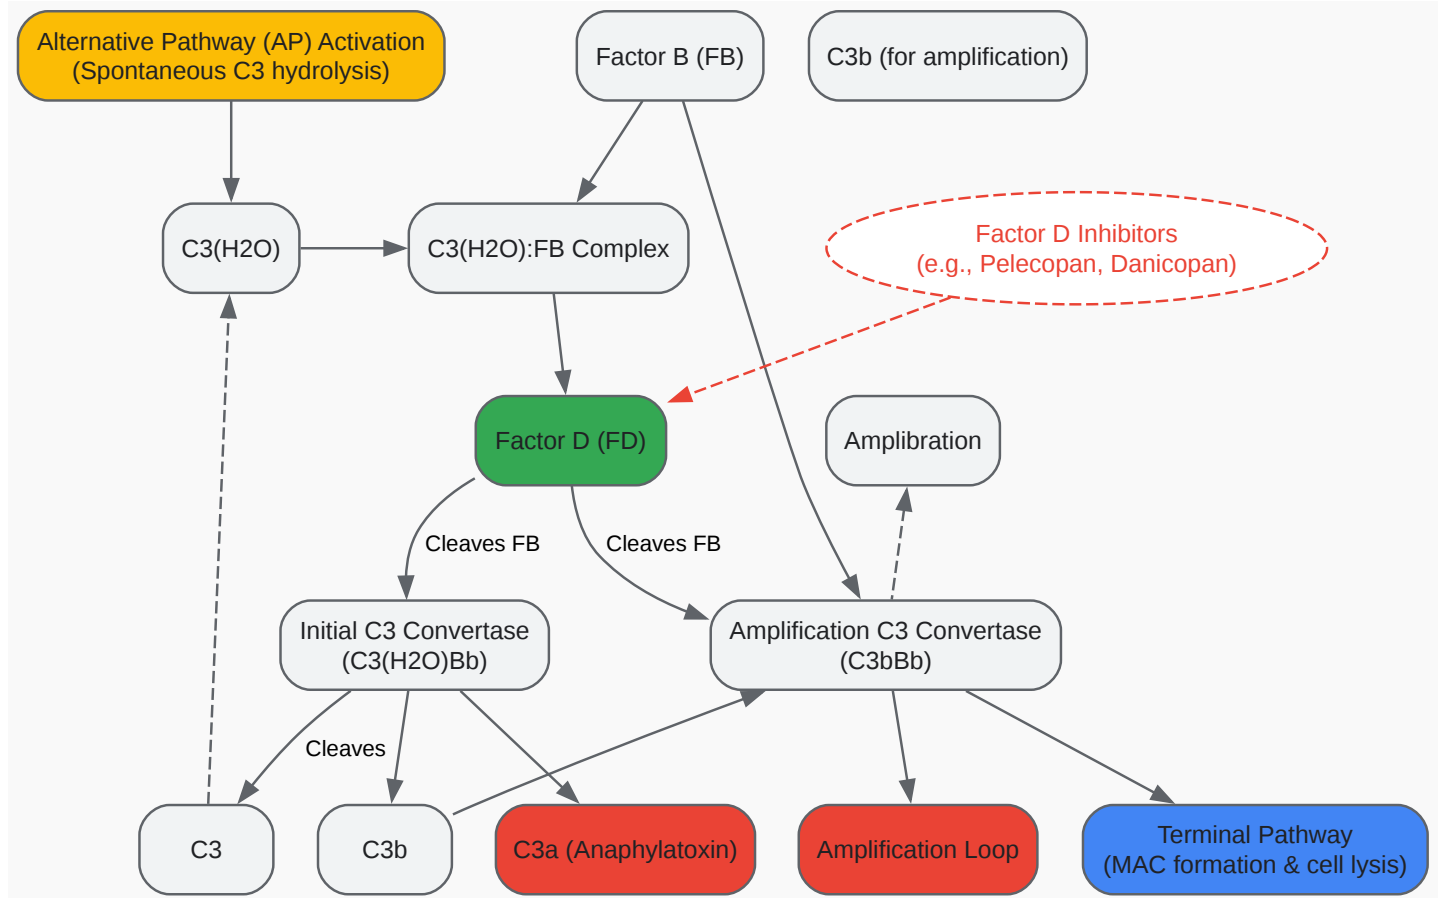 Alternative Pathway (AP) Activation
(Spontaneous C3 hydrolysis)
Factor B (FB)
C3b (for amplification)
C3(H2O)
C3(H2O):FB Complex
Factor D Inhibitors
(e.g., Pelecopan, Danicopan)
Factor D (FD)
Amplibration
Cleaves FB
Cleaves FB
Initial C3 Convertase
(C3(H2O)Bb)
Amplification C3 Convertase
(C3bBb)
Cleaves
C3
C3b
C3a (Anaphylatoxin)
Amplification Loop
Terminal Pathway
(MAC formation & cell lysis)